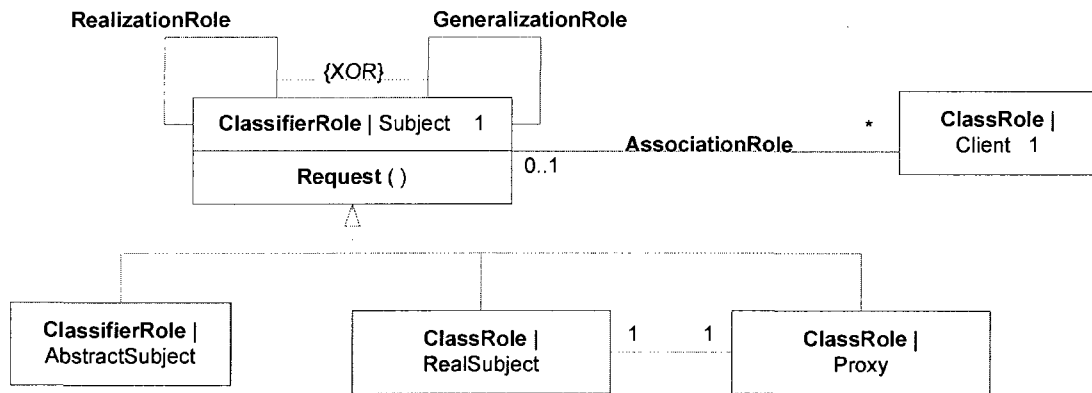 RealizationRole
GeneralizationRole
{XOR}
ClassifierRole | Subject 1
Request ( )
0..1
AssociationRole
*
ClassRole |
Client 1
ClassifierRole |
AbstractSubject
ClassRole |
RealSubject
1
1
ClassRole |
Proxy